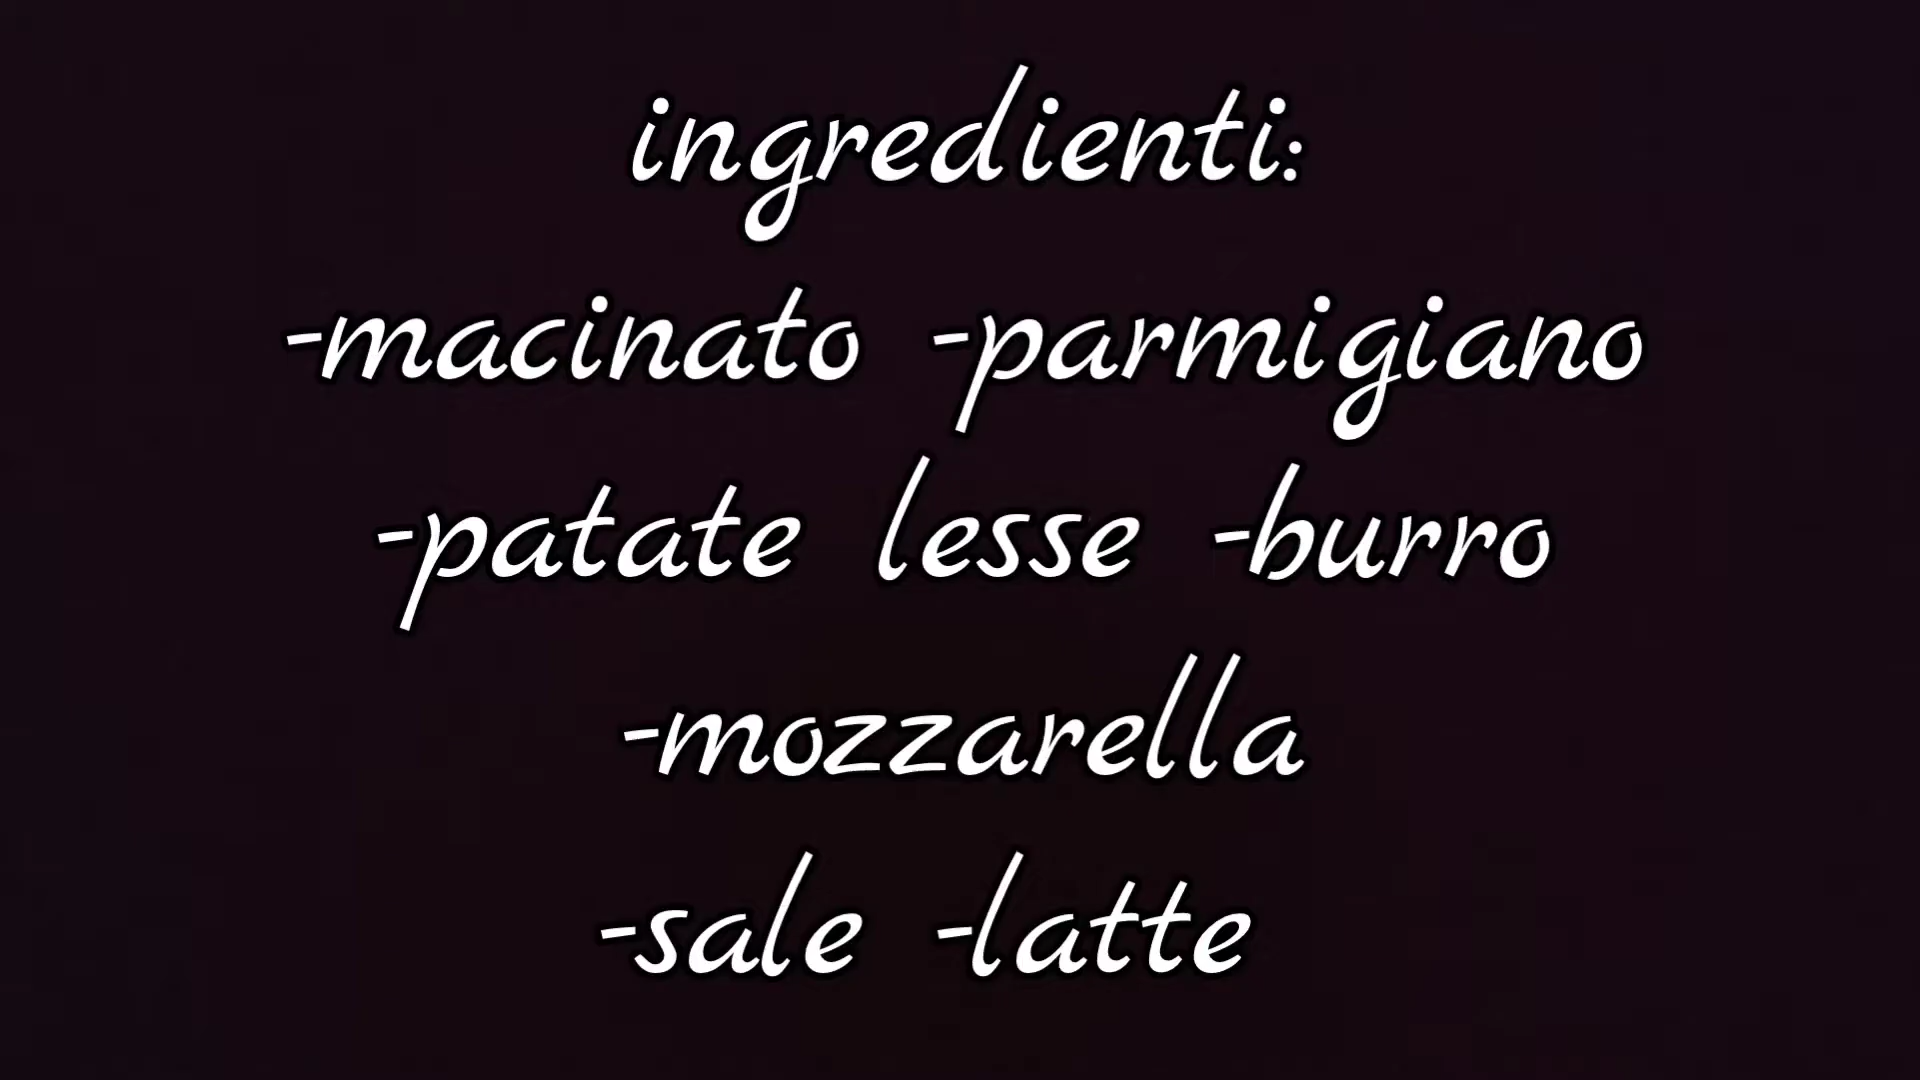 ingredienti:
-macinato -parmigiano
-patate lesse -burro
-mozzarella
-sale -latte